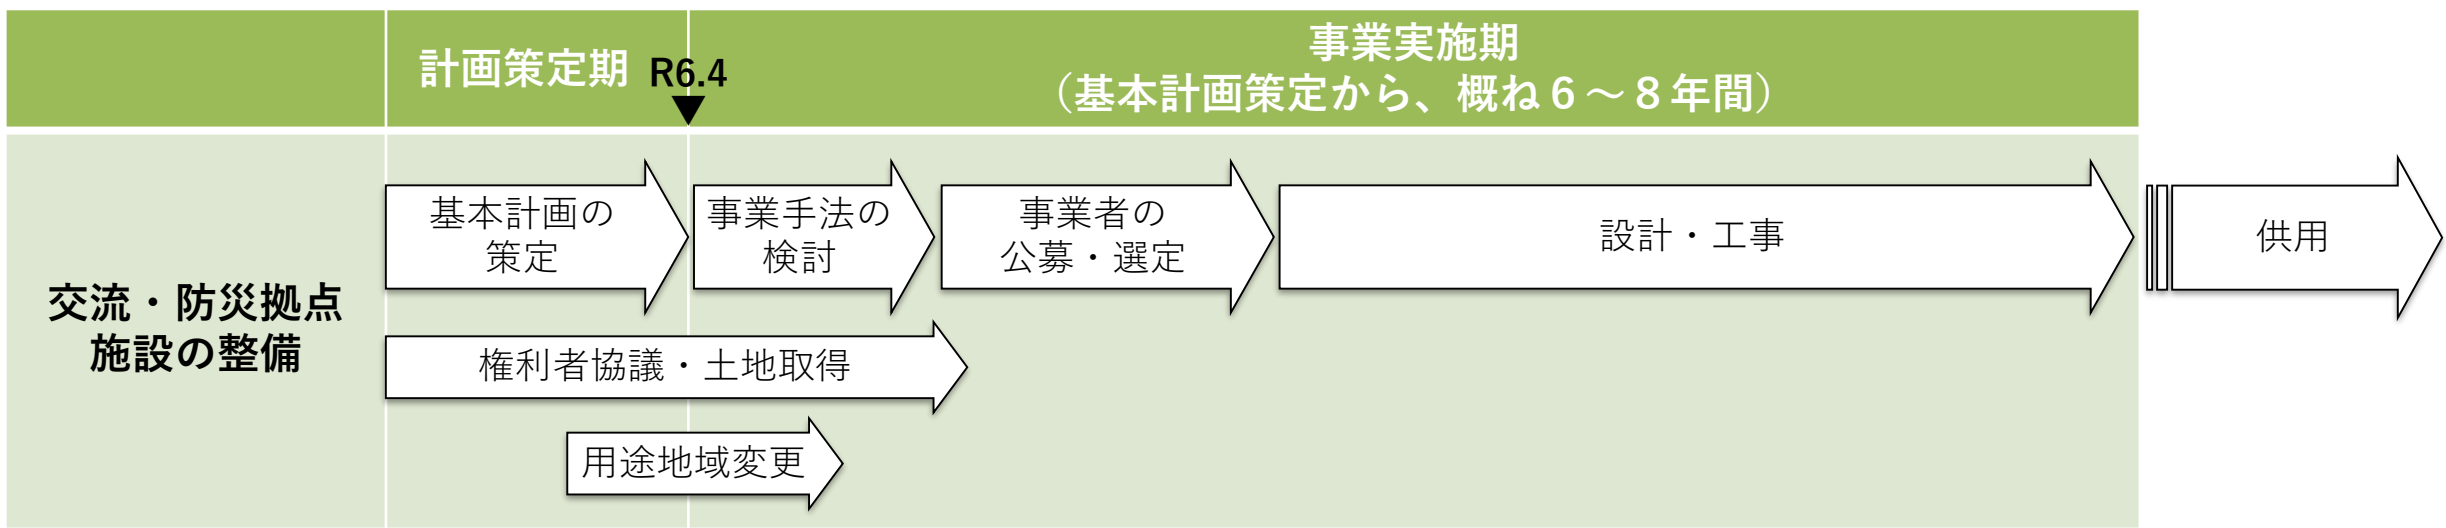 計画策定期
R6.4
事業実施期
（基本計画策定から、概ね６～８年間）
交流・防災拠点
施設の整備
基本計画の
策定
事業手法の
検討
事業者の
公募・選定
設計・工事
供用
権利者協議・土地取得
用途地域変更